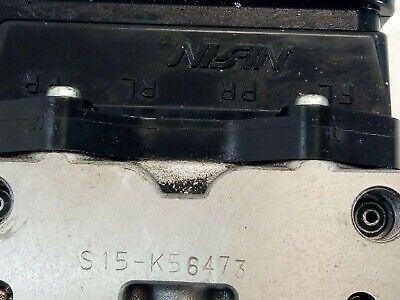 NISSIN
FR RL RR FL
S15-K56473